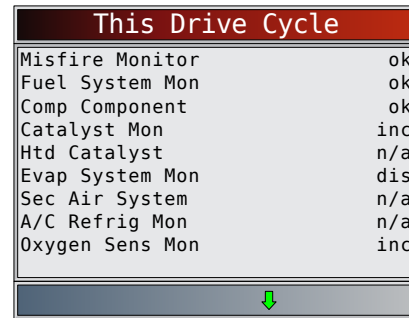 This Drive Cycle
Misfire Monitor ok
Fuel System Mon ok
Comp Component ok
Catalyst Mon inc
Htd Catalyst n/a
Evap System Mon dis
Sec Air System n/a
A/C Refrig Mon n/a
Oxygen Sens Mon inc